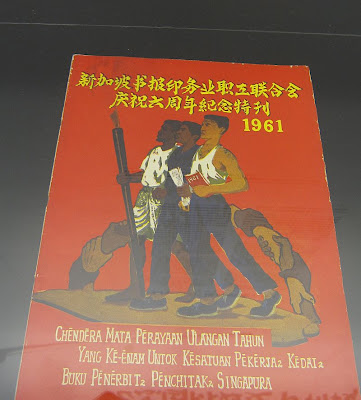 新加坡书报印务业职工联合会
庆祝六周年纪念特刊
1961
1961
CHĔNDĔRA MATA PERAYAAN ULANGAN TAHUN
YANG KĔ-ĔNAM UNTOK KĔSATUAN PĔKĔRJA2 KĔDAI2
BUKU PĔNĔRBIT2 PĔNCHITAK2 SINGAPURA